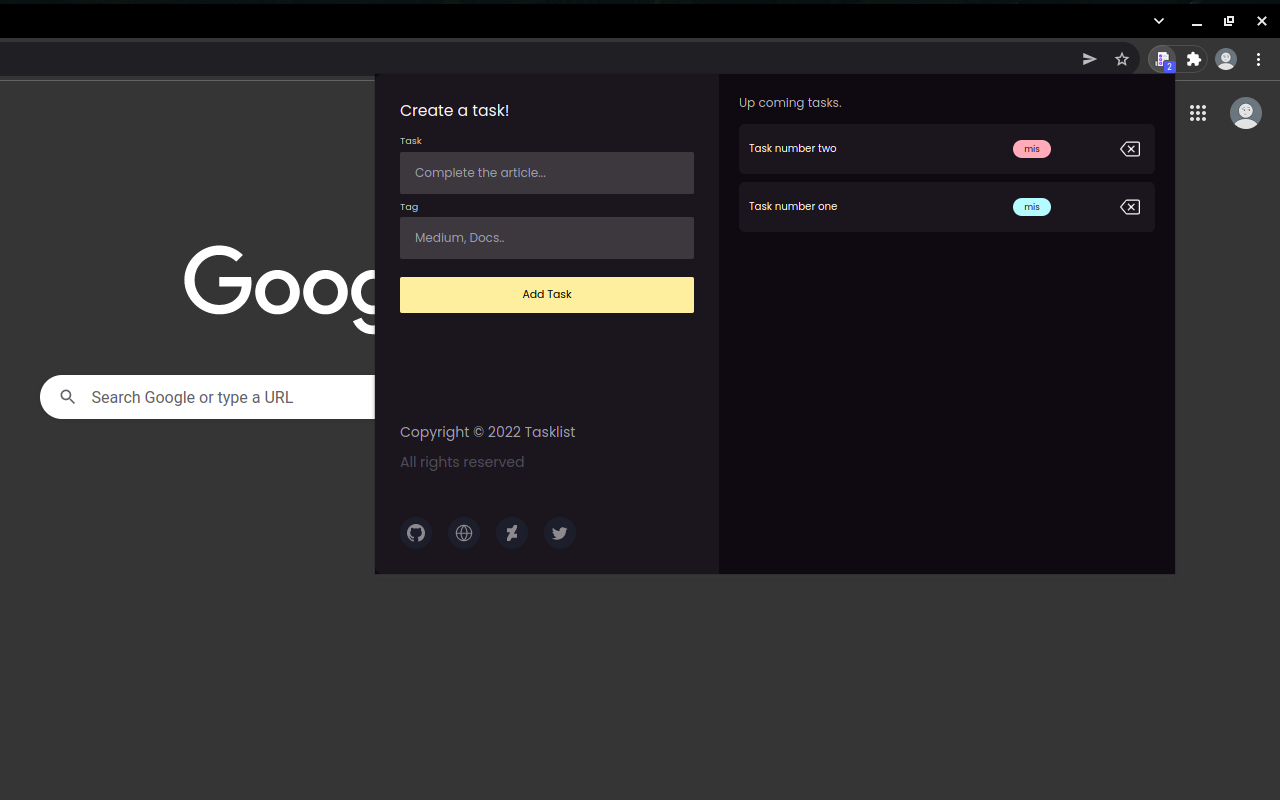 2
Create a task!
Task
Complete the article...
Tag
Medium, Docs..
Add Task
Copyright © 2022 Tasklist
All rights reserved
Up coming tasks.
Task number two
mis
Task number one
mis
Goog
Search Google or type a URL